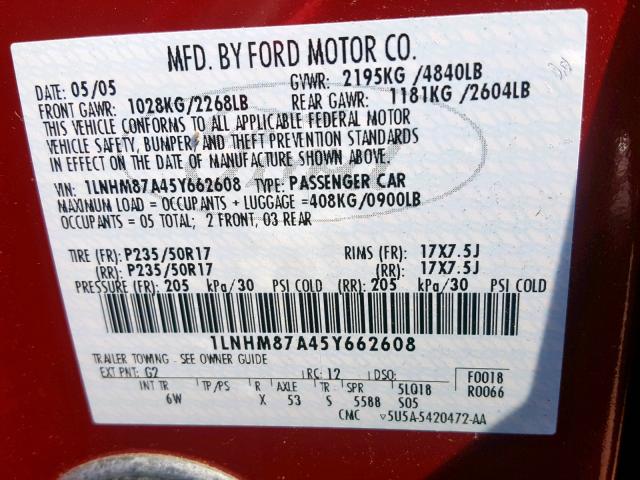 MFD. BY FORD MOTOR CO.
DATE: 05/05 GVWR: 2195KG /4840LB
FRONT GAWR: 1028KG/2268LB REAR GAWR: 1181KG /2604LB
THIS VEHICLE CONFORMS TO ALL APPLICABLE FEDERAL MOTOR
VEHICLE SAFETY, BUMPER, AND THEFT PREVENTION STANDARDS
IN EFFECT ON THE DATE OF MANUFACTURE SHOWN ABOVE.
VIN: 1LNHM87A45Y662608 TYPE: PASSENGER CAR
MAXIMUM LOAD = OCCUPANTS + LUGGAGE = 408KG/0900LB
OCCUPANTS = 05 TOTAL; 2 FRONT, 03 REAR
TIRE (FR): P235/50R17 RIMS (FR): 17X7.5J
(RR): P235/50R17 (RR): 17X7.5J
PRESSURE (FR): 205 kPa/30 PSI COLD (RR): 205 kPa/30 PSI COLD
1LNHM87A45Y662608
TRAILER TOWING - SEE OWNER GUIDE
EXT PNT: G2 RC: 12 DSO: F0018
INT TR TP/PS R AXLE TR SPR 5LQ18 R0066
6W X 53 S 5588 S05
CMC 5U5A-5420472-AA